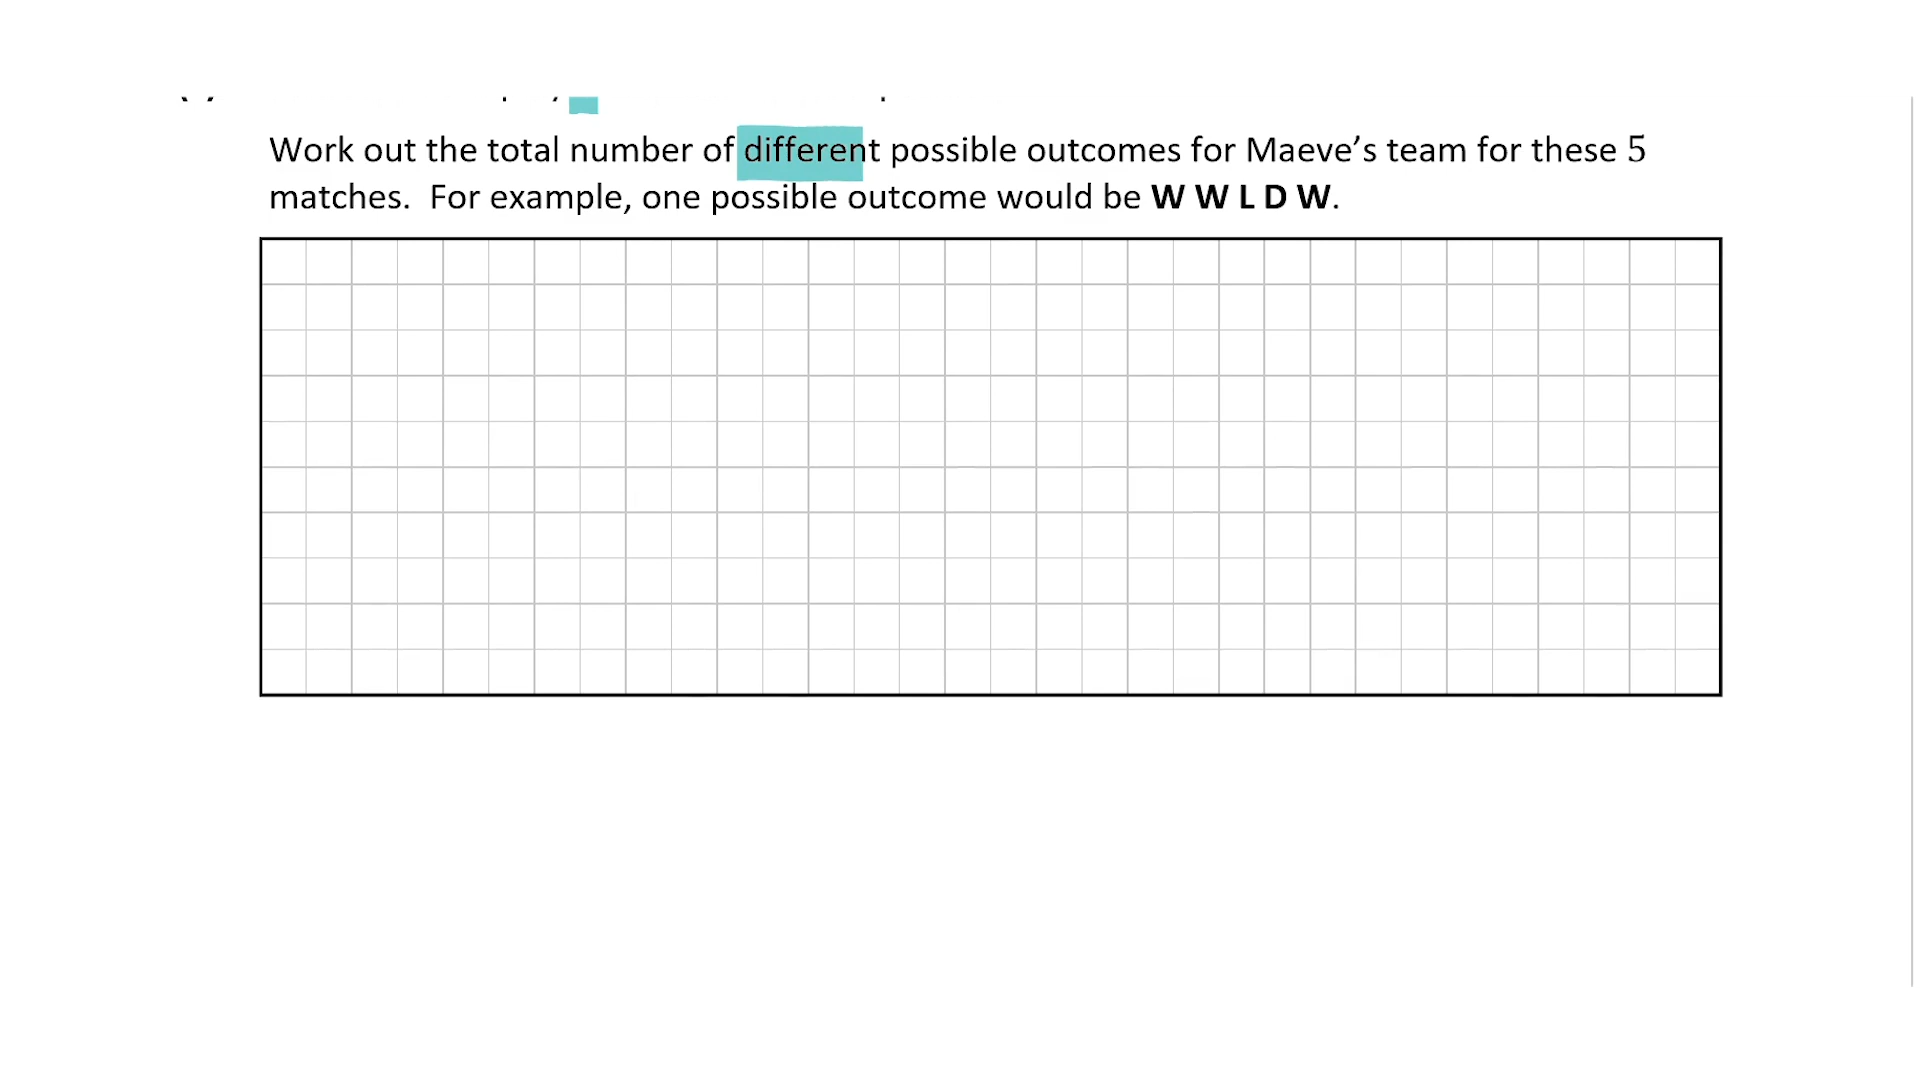 Work out the total number of different possible outcomes for Maeve’s team for these 5
matches.  For example, one possible outcome would be W W L D W.